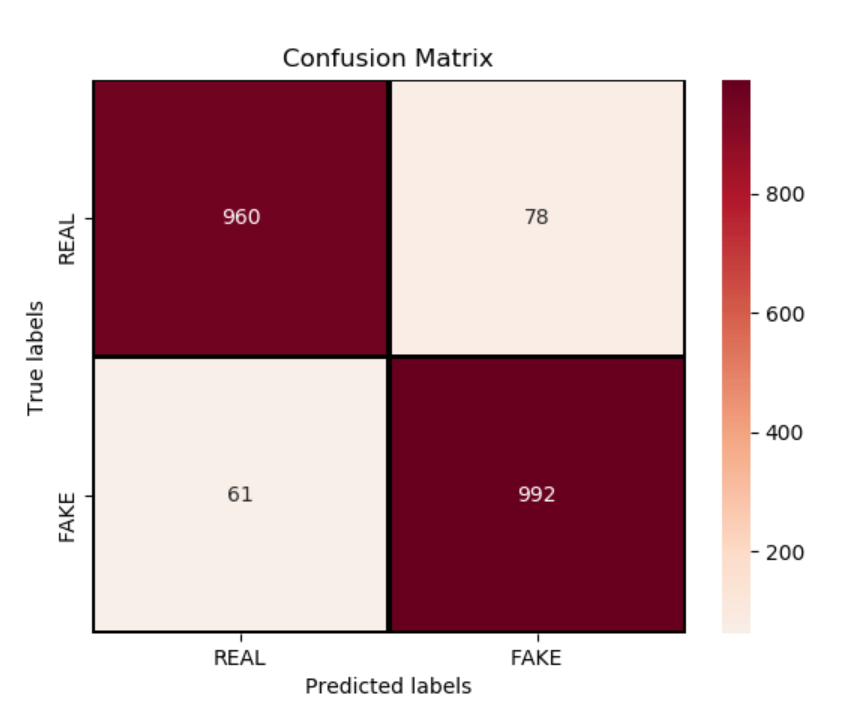 Confusion Matrix
True labels
REAL
FAKE
960
78
61
992
REAL
FAKE
Predicted labels
800
600
400
200